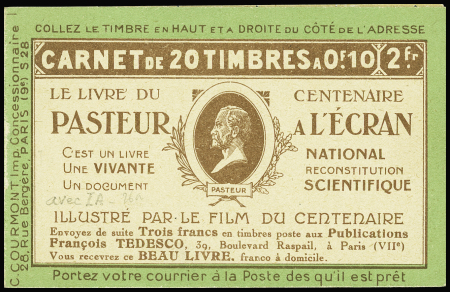 COLLEZ LE TIMBRE EN HAUT ET A DROITE DU CÔTÉ DE L'ADRESSE
CARNET DE 20 TIMBRES A 0F.10 2fr
LE LIVRE DU CENTENAIRE
PASTEUR A L'ÉCRAN
C'EST UN LIVRE NATIONAL
UNE VIVANTE RECONSTITUTION
UN DOCUMENT SCIENTIFIQUE
PASTEUR
avec IA
ILLUSTRÉ PAR LE FILM DU CENTENAIRE
Envoyez de suite Trois francs en timbres poste aux Publications
François TEDESCO, 39, Boulevard Raspail, à Paris (VIIe)
Vous recevrez ce BEAU LIVRE, franco à domicile.
Portez votre courrier à la Poste dès qu'il est prêt
C. COURMONT Imp. Concessionnaire
28, Rue Bergère, PARIS (9e) S 28